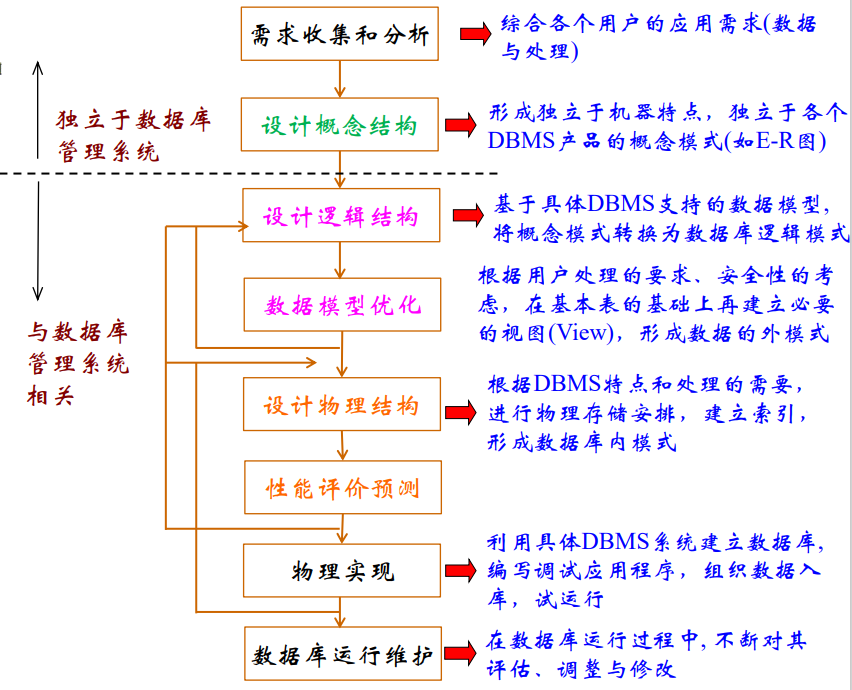 需求收集和分析
综合各个用户的应用需求(数据
与处理)
独立于数据库
管理系统
设计概念结构
形成独立于机器特点，独立于各个
DBMS产品的概念模式(如E-R图)
设计逻辑结构
基于具体DBMS支持的数据模型,
将概念模式转换为数据库逻辑模式
数据模型优化
根据用户处理的要求、安全性的考
虑，在基本表的基础上再建立必要
的视图(View)，形成数据的外模式
与数据库
管理系统
相关
设计物理结构
根据DBMS特点和处理的需要，
进行物理存储安排，建立索引，
形成数据库内模式
性能评价预测
物理实现
利用具体DBMS系统建立数据库,
编写调试应用程序，组织数据入
库，试运行
数据库运行维护
在数据库运行过程中, 不断对其
评估、调整与修改